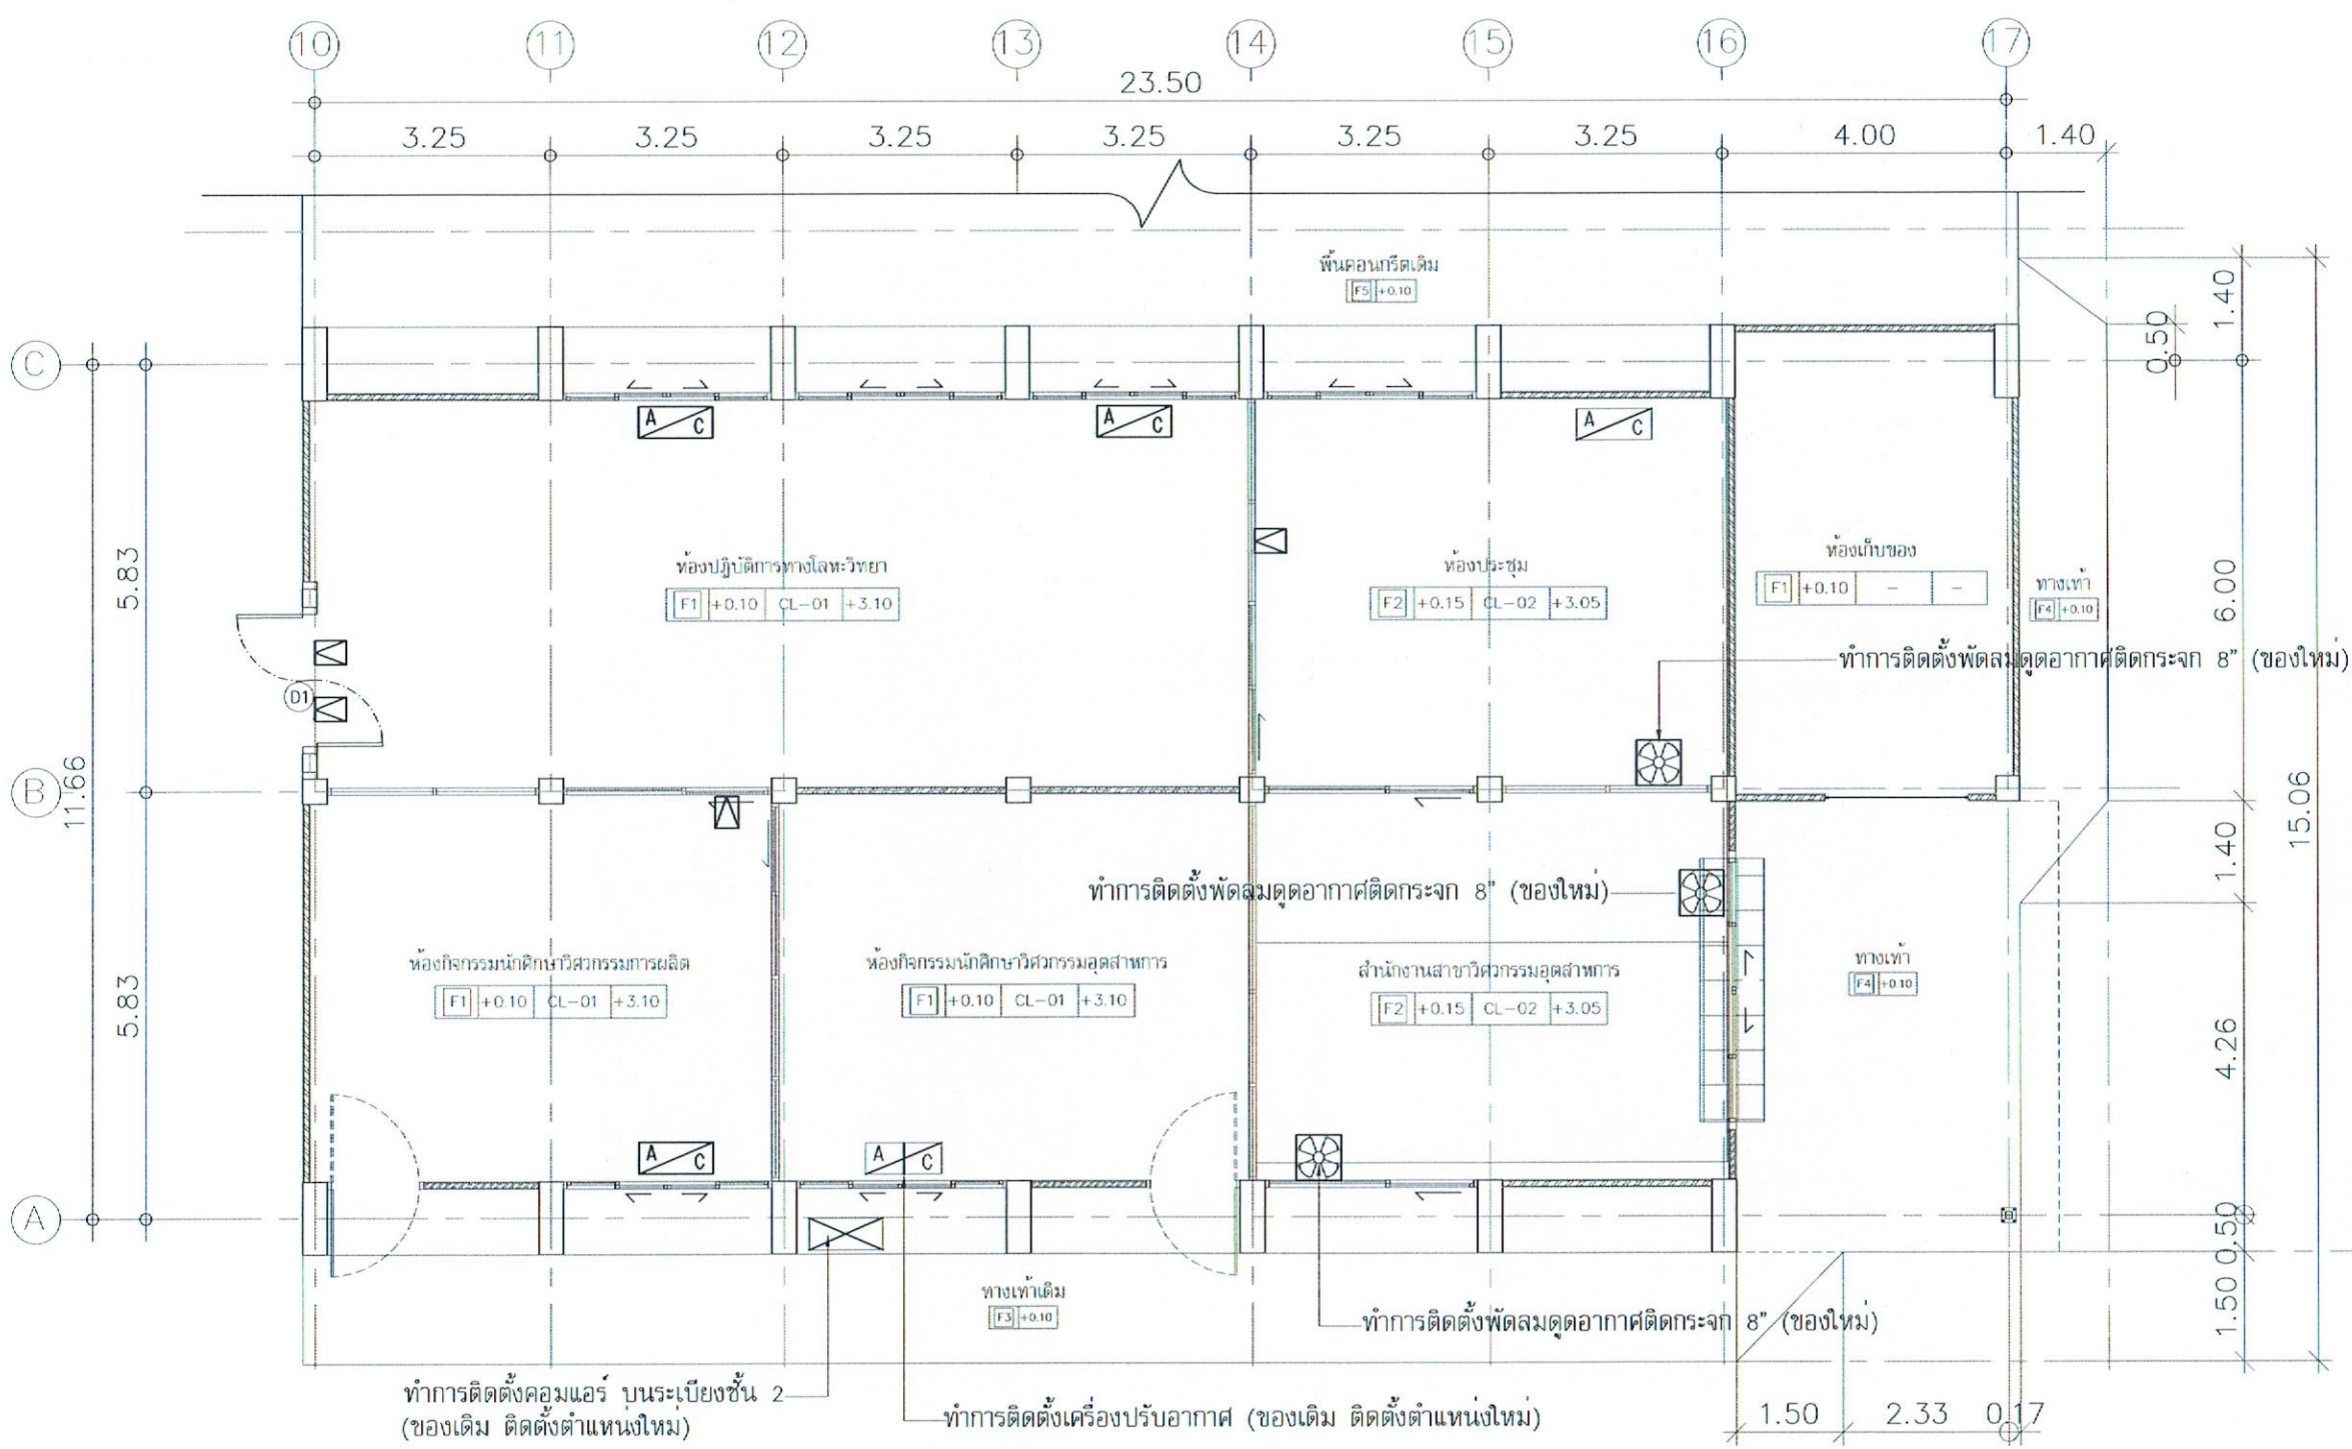 10 11 12 13 14 15 16 17
23.50
3.25 3.25 3.25 3.25 3.25 3.25 4.00 1.40
พื้นคอนกรีตเดิม
F5 +0.10
1.40
0.50
C
A/C A/C A/C
5.83
ห้องปฏิบัติการทางโลหะวิทยา
F1 +0.10 CL-01 +3.10
ห้องประชุม
F2 +0.15 CL-02 +3.05
ห้องเก็บของ
F1 +0.10 - -
ทางเท้า
F4 +0.10
6.00
ทำการติดตั้งพัดลมดูดอากาศติดกระจก 8" (ของใหม่)
D1
11.66
B
15.06
1.40
ทำการติดตั้งพัดลมดูดอากาศติดกระจก 8" (ของใหม่)
5.83
ห้องกิจกรรมนักศึกษาวิศวกรรมการผลิต
F1 +0.10 CL-01 +3.10
ห้องกิจกรรมนักศึกษาวิศวกรรมอุตสาหการ
F1 +0.10 CL-01 +3.10
สำนักงานสาขาวิศวกรรมอุตสาหการ
F2 +0.15 CL-02 +3.05
ทางเท้า
F4 +0.10
4.26
A/C A/C
A
0.50
1.50
ทางเท้าเดิม
F3 +0.10
ทำการติดตั้งพัดลมดูดอากาศติดกระจก 8" (ของใหม่)
ทำการติดตั้งคอมแอร์ บนระเบียงชั้น 2
(ของเดิม ติดตั้งตำแหน่งใหม่)
ทำการติดตั้งเครื่องปรับอากาศ (ของเดิม ติดตั้งตำแหน่งใหม่)
1.50 2.33 0.17